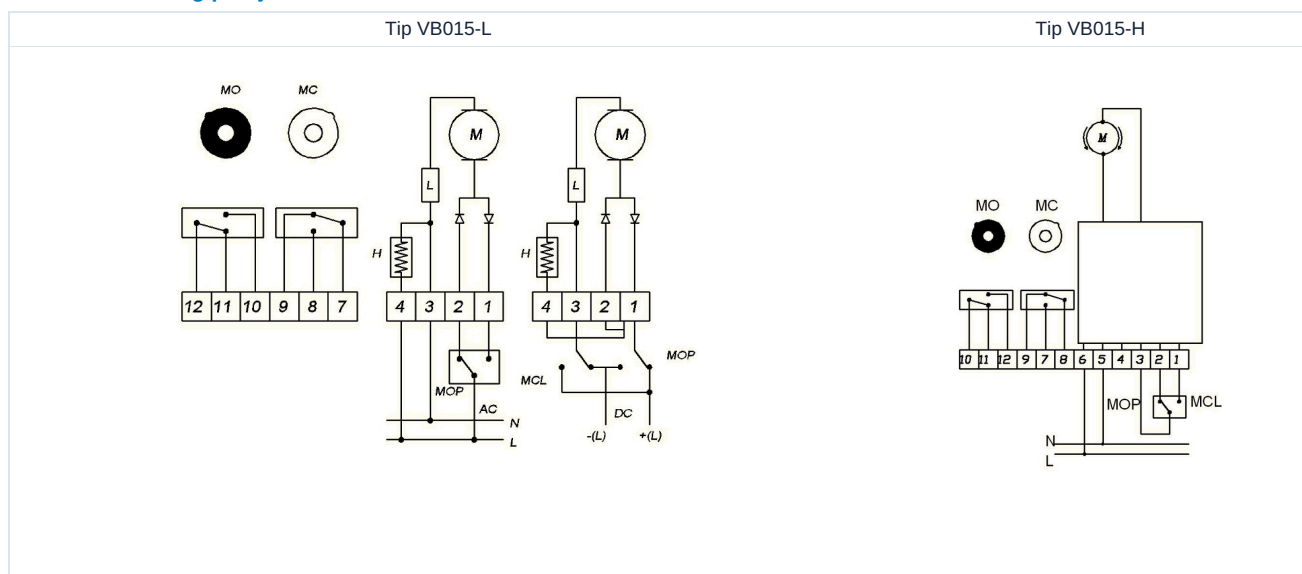 Tip VB015-L
Tip VB015-H
MO MC
M
M
L
L
H
H
12 11 10 9 8 7
4 3 2 1
4 3 2 1
MOP
AC
N
L
MCL
MOP
DC
-(L) +(L)
M
MO MC
10 11 12 9 7 8 6 5 4 3 2 1
MOP MCL
N
L